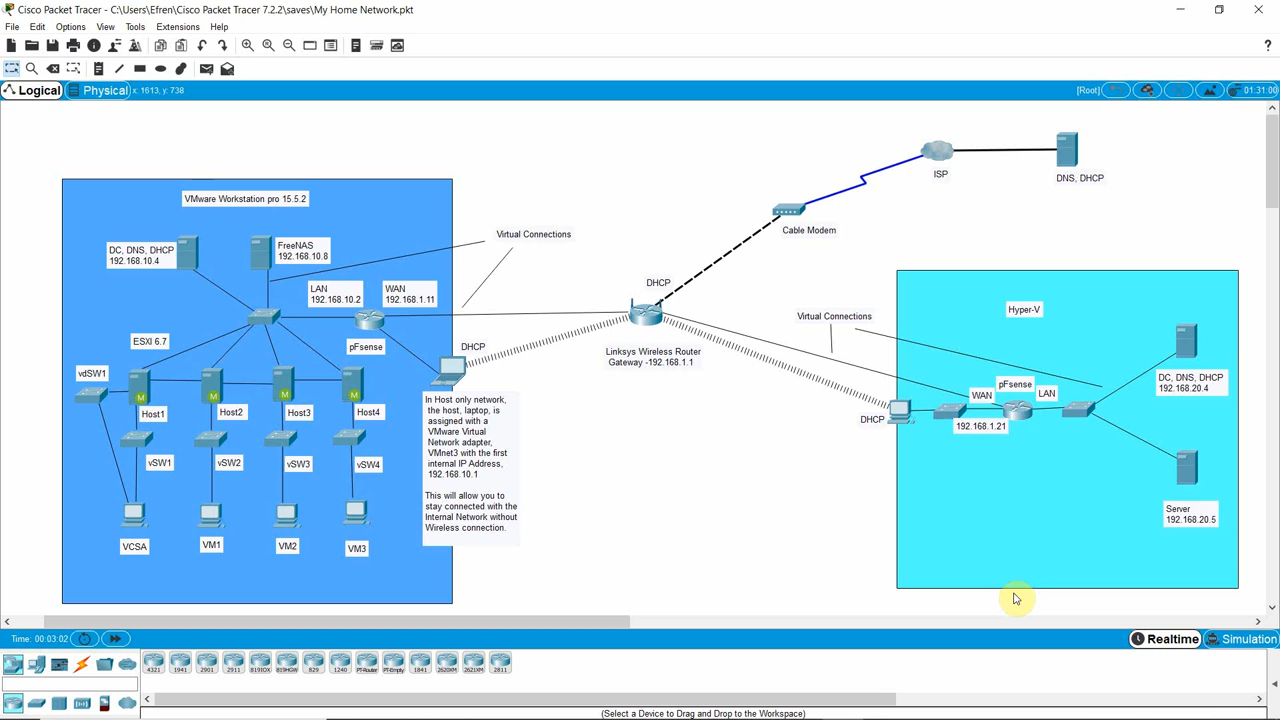 Cisco Packet Tracer - C:\Users\Efren\Cisco Packet Tracer 7.2.2\saves\My Home Network.pkt
File Edit Options View Tools Extensions Help
?
Logical Physical x: 1613, y: 738
[Root] 01:31:00
ISP
DNS, DHCP
Cable Modem
VMware Workstation pro 15.5.2
DC, DNS, DHCP
192.168.10.4
FreeNAS
192.168.10.8
Virtual Connections
LAN
192.168.10.2
WAN
192.168.1.11
pFsense
DHCP
ESXI 6.7
vdSW1
Host1
Host2
Host3
Host4
M
M
M
M
vSW1
vSW2
vSW3
vSW4
VCSA
VM1
VM2
VM3
In Host only network,
the host, laptop, is
assigned with a
VMware Virtual
Network adapter,
VMnet3 with the first
internal IP Address,
192.168.10.1
This will allow you to
stay connected with the
Internal Network without
Wireless connection.
DHCP
Linksys Wireless Router
Gateway -192.168.1.1
Virtual Connections
Hyper-V
DHCP
WAN
192.168.1.21
pFsense
LAN
DC, DNS, DHCP
192.168.20.4
Server
192.168.20.5
Time: 00:03:02
Realtime
Simulation
4321 1941 2901 2911 819IOX 819HGW 829 1240 PT-Router PT-Empty 1841 2620XM 2621XM 2811
(Select a Device to Drag and Drop to the Workspace)